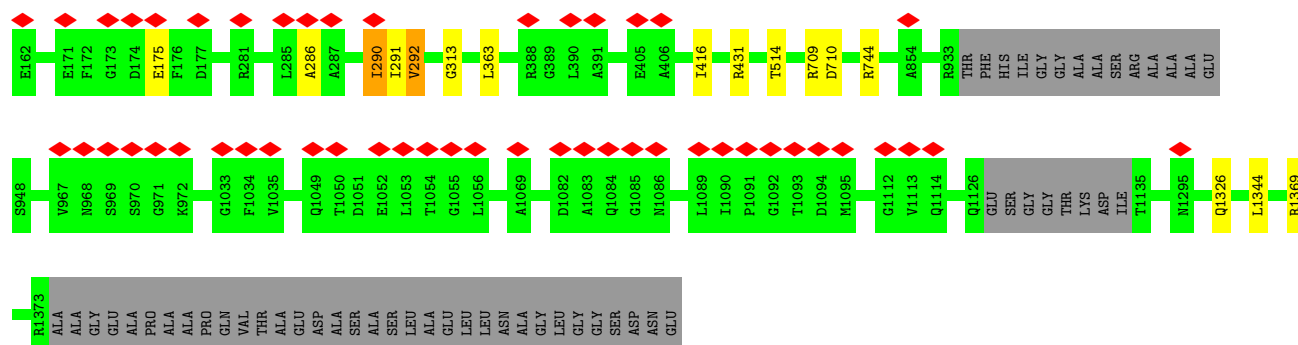 E162 E171 F172 G173 D174 E175 F176 D177 R281 L285 A286 A287 I290 I291 V292 G313 L363 R388 G389 L390 A391 E405 A406 I416 R431 T514 R709 D710 R744 A854 R933 THR PHE HIS ILE GLY GLY ALA ALA SER ARG ALA ALA ALA GLU
S948 V967 N968 S969 S970 G971 K972 G1033 F1034 V1035 Q1049 T1050 D1051 E1052 L1053 T1054 G1055 L1056 A1069 D1082 A1083 Q1084 G1085 N1086 L1089 I1090 P1091 G1092 T1093 D1094 M1095 G1112 V1113 Q1114 Q1126 GLU SER GLY GLY THR LYS ASP ILE T1135 N1295 Q1326 L1344 R1369
R1373 ALA ALA GLY GLU ALA PRO ALA ALA PRO GLN VAL THR ALA GLU ASP ALA SER ALA SER LEU ALA GLU LEU LEU ASN ALA GLY LEU GLY GLY SER ASP ASN GLU